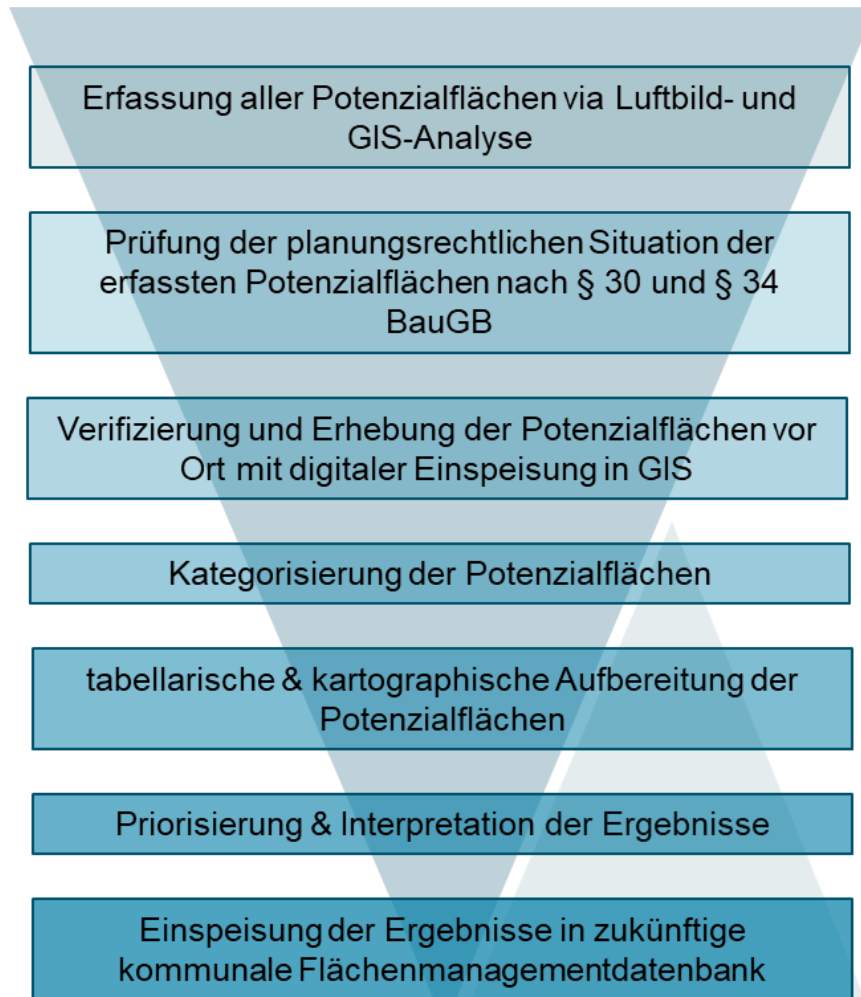 Erfassung aller Potenzialflächen via Luftbild- und
GIS-Analyse
Prüfung der planungsrechtlichen Situation der
erfassten Potenzialflächen nach § 30 und § 34
BauGB
Verifizierung und Erhebung der Potenzialflächen vor
Ort mit digitaler Einspeisung in GIS
Kategorisierung der Potenzialflächen
tabellarische & kartographische Aufbereitung der
Potenzialflächen
Priorisierung & Interpretation der Ergebnisse
Einspeisung der Ergebnisse in zukünftige
kommunale Flächenmanagementdatenbank